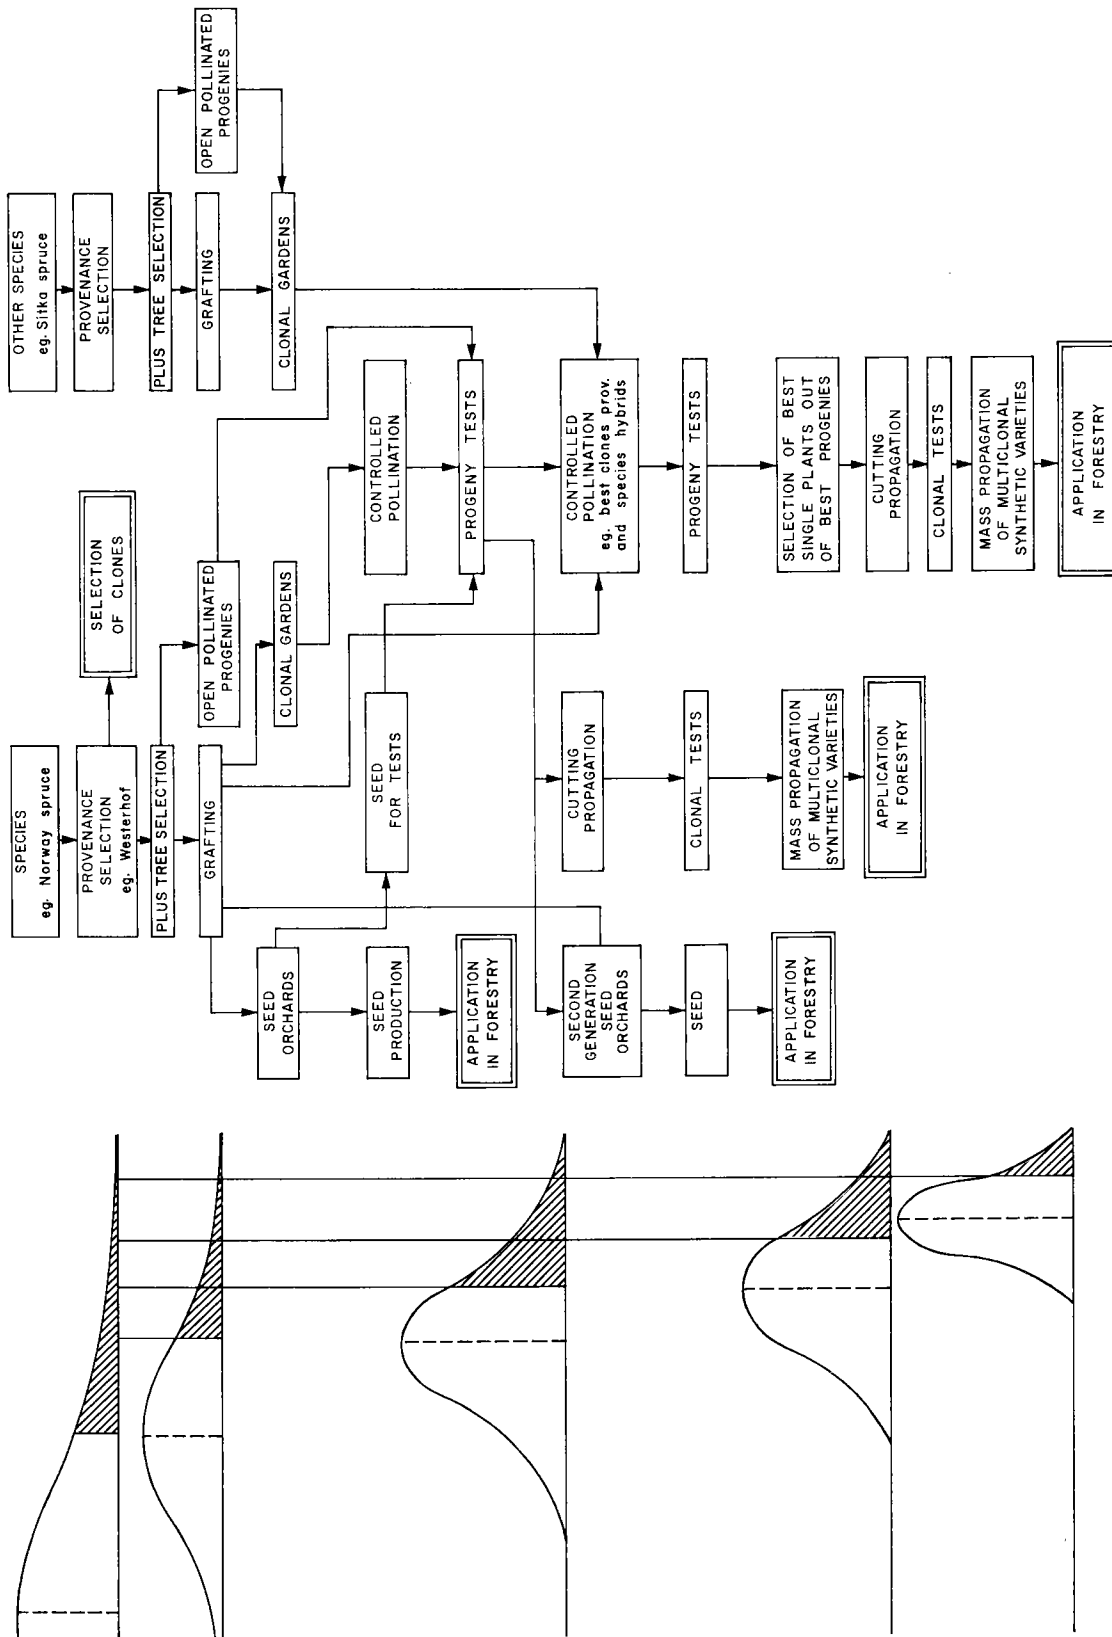 SPECIES
eg. Norway spruce
PROVENANCE
SELECTION
eg. Westerhof
SELECTION
OF CLONES
PLUS TREE SELECTION
GRAFTING
OPEN POLLINATED
PROGENIES
CLONAL GARDENS
OTHER SPECIES
eg. Sitka spruce
PROVENANCE
SELECTION
PLUS TREE SELECTION
OPEN POLLINATED
PROGENIES
GRAFTING
CLONAL GARDENS
SEED
ORCHARDS
SEED
PRODUCTION
APPLICATION
IN FORESTRY
SEED
FOR TESTS
CONTROLLED
POLLINATION
PROGENY TESTS
SECOND
GENERATION
SEED
ORCHARDS
SEED
APPLICATION
IN FORESTRY
CUTTING
PROPAGATION
CLONAL TESTS
MASS PROPAGATION
OF MULTICLONAL
SYNTHETIC VARIETIES
APPLICATION
IN FORESTRY
CONTROLLED
POLLINATION
eg. best clones prov.
and species hybrids
PROGENY TESTS
SELECTION OF BEST
SINGLE PLANTS OUT
OF BEST PROGENIES
CUTTING
PROPAGATION
CLONAL TESTS
MASS PROPAGATION
OF MULTICLONAL
SYNTHETIC VARIETIES
APPLICATION
IN FORESTRY